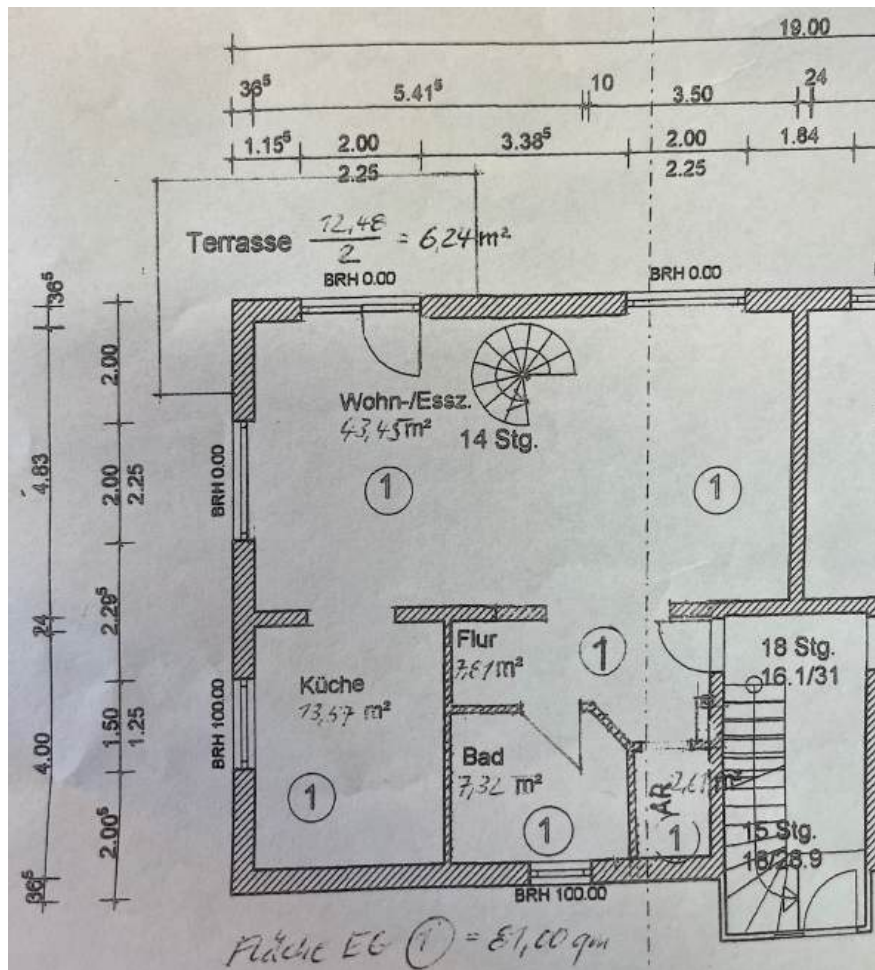 19.00
36⁵ 5.41⁵ 10 3.50 24
1.15⁵ 2.00 3.38⁵ 2.00 1.84
2.25 2.25
Terrasse 12,48 / 2 = 6,24 m²
BRH 0.00 BRH 0.00
36⁵
2.00
Wohn-/Essz.
43,45 m²
14 Stg.
4.83
2.00
2.25
BRH 0.00
1 1
24
2.29⁵
Flur
7,61 m²
1
18 Stg.
16.1/31
Küche
13,57 m²
BRH 100.00
4.00
1.50
1.25
Bad
7,32 m²
AR
m²
1 1 1
15 Stg.
2.00⁵
36⁵
BRH 100.00
Fläche EG 1 = 81,00 qm